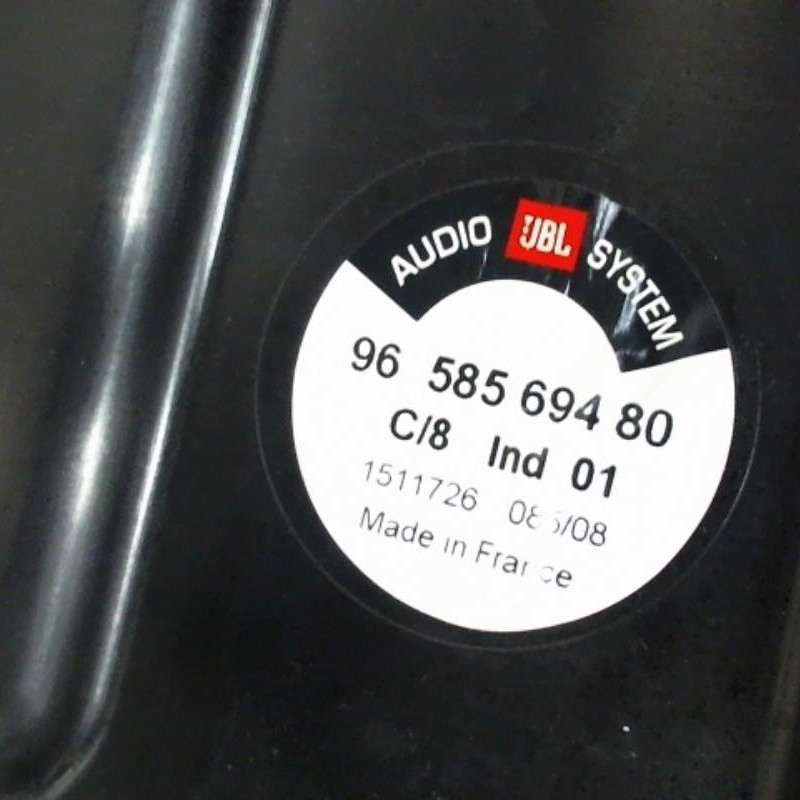 AUDIO JBL SYSTEM
96 585 694 80
C/8 Ind 01
1511726
Made in France